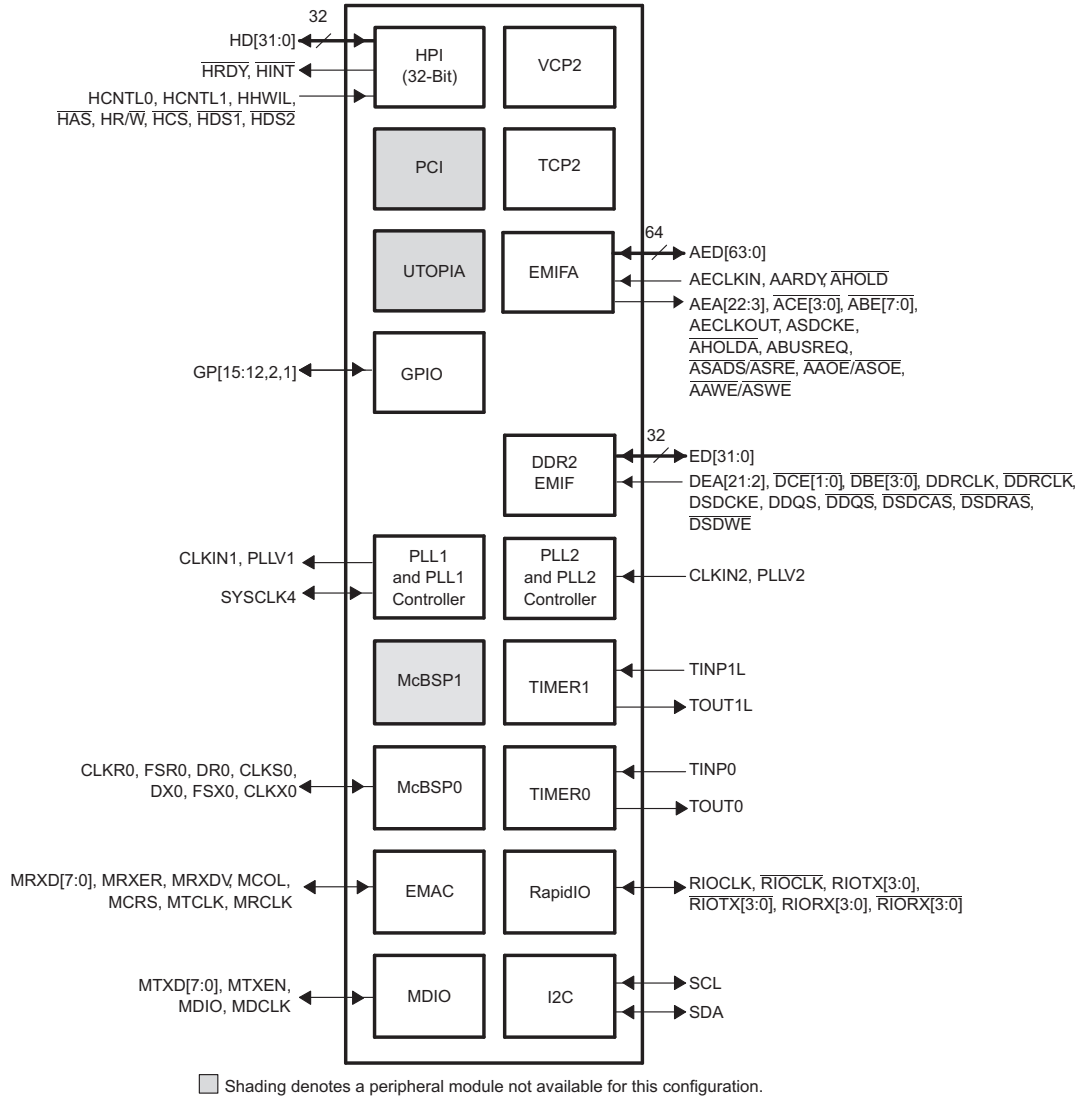 32
HD[31:0]
HRDY, HINT
HCNTL0, HCNTL1, HHWIL,
HAS, HR/W, HCS, HDS1, HDS2
HPI
(32-Bit)
VCP2
PCI
TCP2
UTOPIA
EMIFA
64
AED[63:0]
AECLKIN, AARDY, AHOLD
AEA[22:3], ACE[3:0], ABE[7:0],
AECLKOUT, ASDCKE,
AHOLDA, ABUSREQ,
ASADS/ASRE, AAOE/ASOE,
AAWE/ASWE
GP[15:12,2,1]
GPIO
DDR2
EMIF
32
ED[31:0]
DEA[21:2], DCE[1:0], DBE[3:0], DDRCLK, DDRCLK,
DSDCKE, DDQS, DDQS, DSDCAS, DSDRAS,
DSDWE
CLKIN1, PLLV1
SYSCLK4
PLL1
and PLL1
Controller
PLL2
and PLL2
Controller
CLKIN2, PLLV2
McBSP1
TIMER1
TINP1L
TOUT1L
CLKR0, FSR0, DR0, CLKS0,
DX0, FSX0, CLKX0
McBSP0
TIMER0
TINP0
TOUT0
MRXD[7:0], MRXER, MRXDV, MCOL,
MCRS, MTCLK, MRCLK
EMAC
RapidIO
RIOCLK, RIOCLK, RIOTX[3:0],
RIOTX[3:0], RIORX[3:0], RIORX[3:0]
MTXD[7:0], MTXEN,
MDIO, MDCLK
MDIO
I2C
SCL
SDA
Shading denotes a peripheral module not available for this configuration.